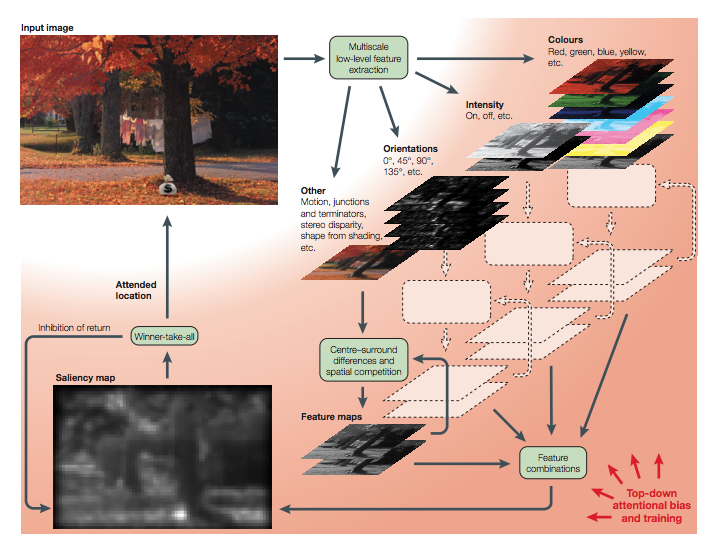 Input image
Multiscale
low-level feature
extraction
Colours
Red, green, blue, yellow,
etc.
Intensity
On, off, etc.
Orientations
0°, 45°, 90°,
135°, etc.
Other
Motion, junctions
and terminators,
stereo disparity,
shape from shading,
etc.
$
Attended
location
Inhibition of return
Winner-take-all
Centre–surround
differences and
spatial competition
Saliency map
Feature maps
Feature
combinations
Top-down
attentional bias
and training